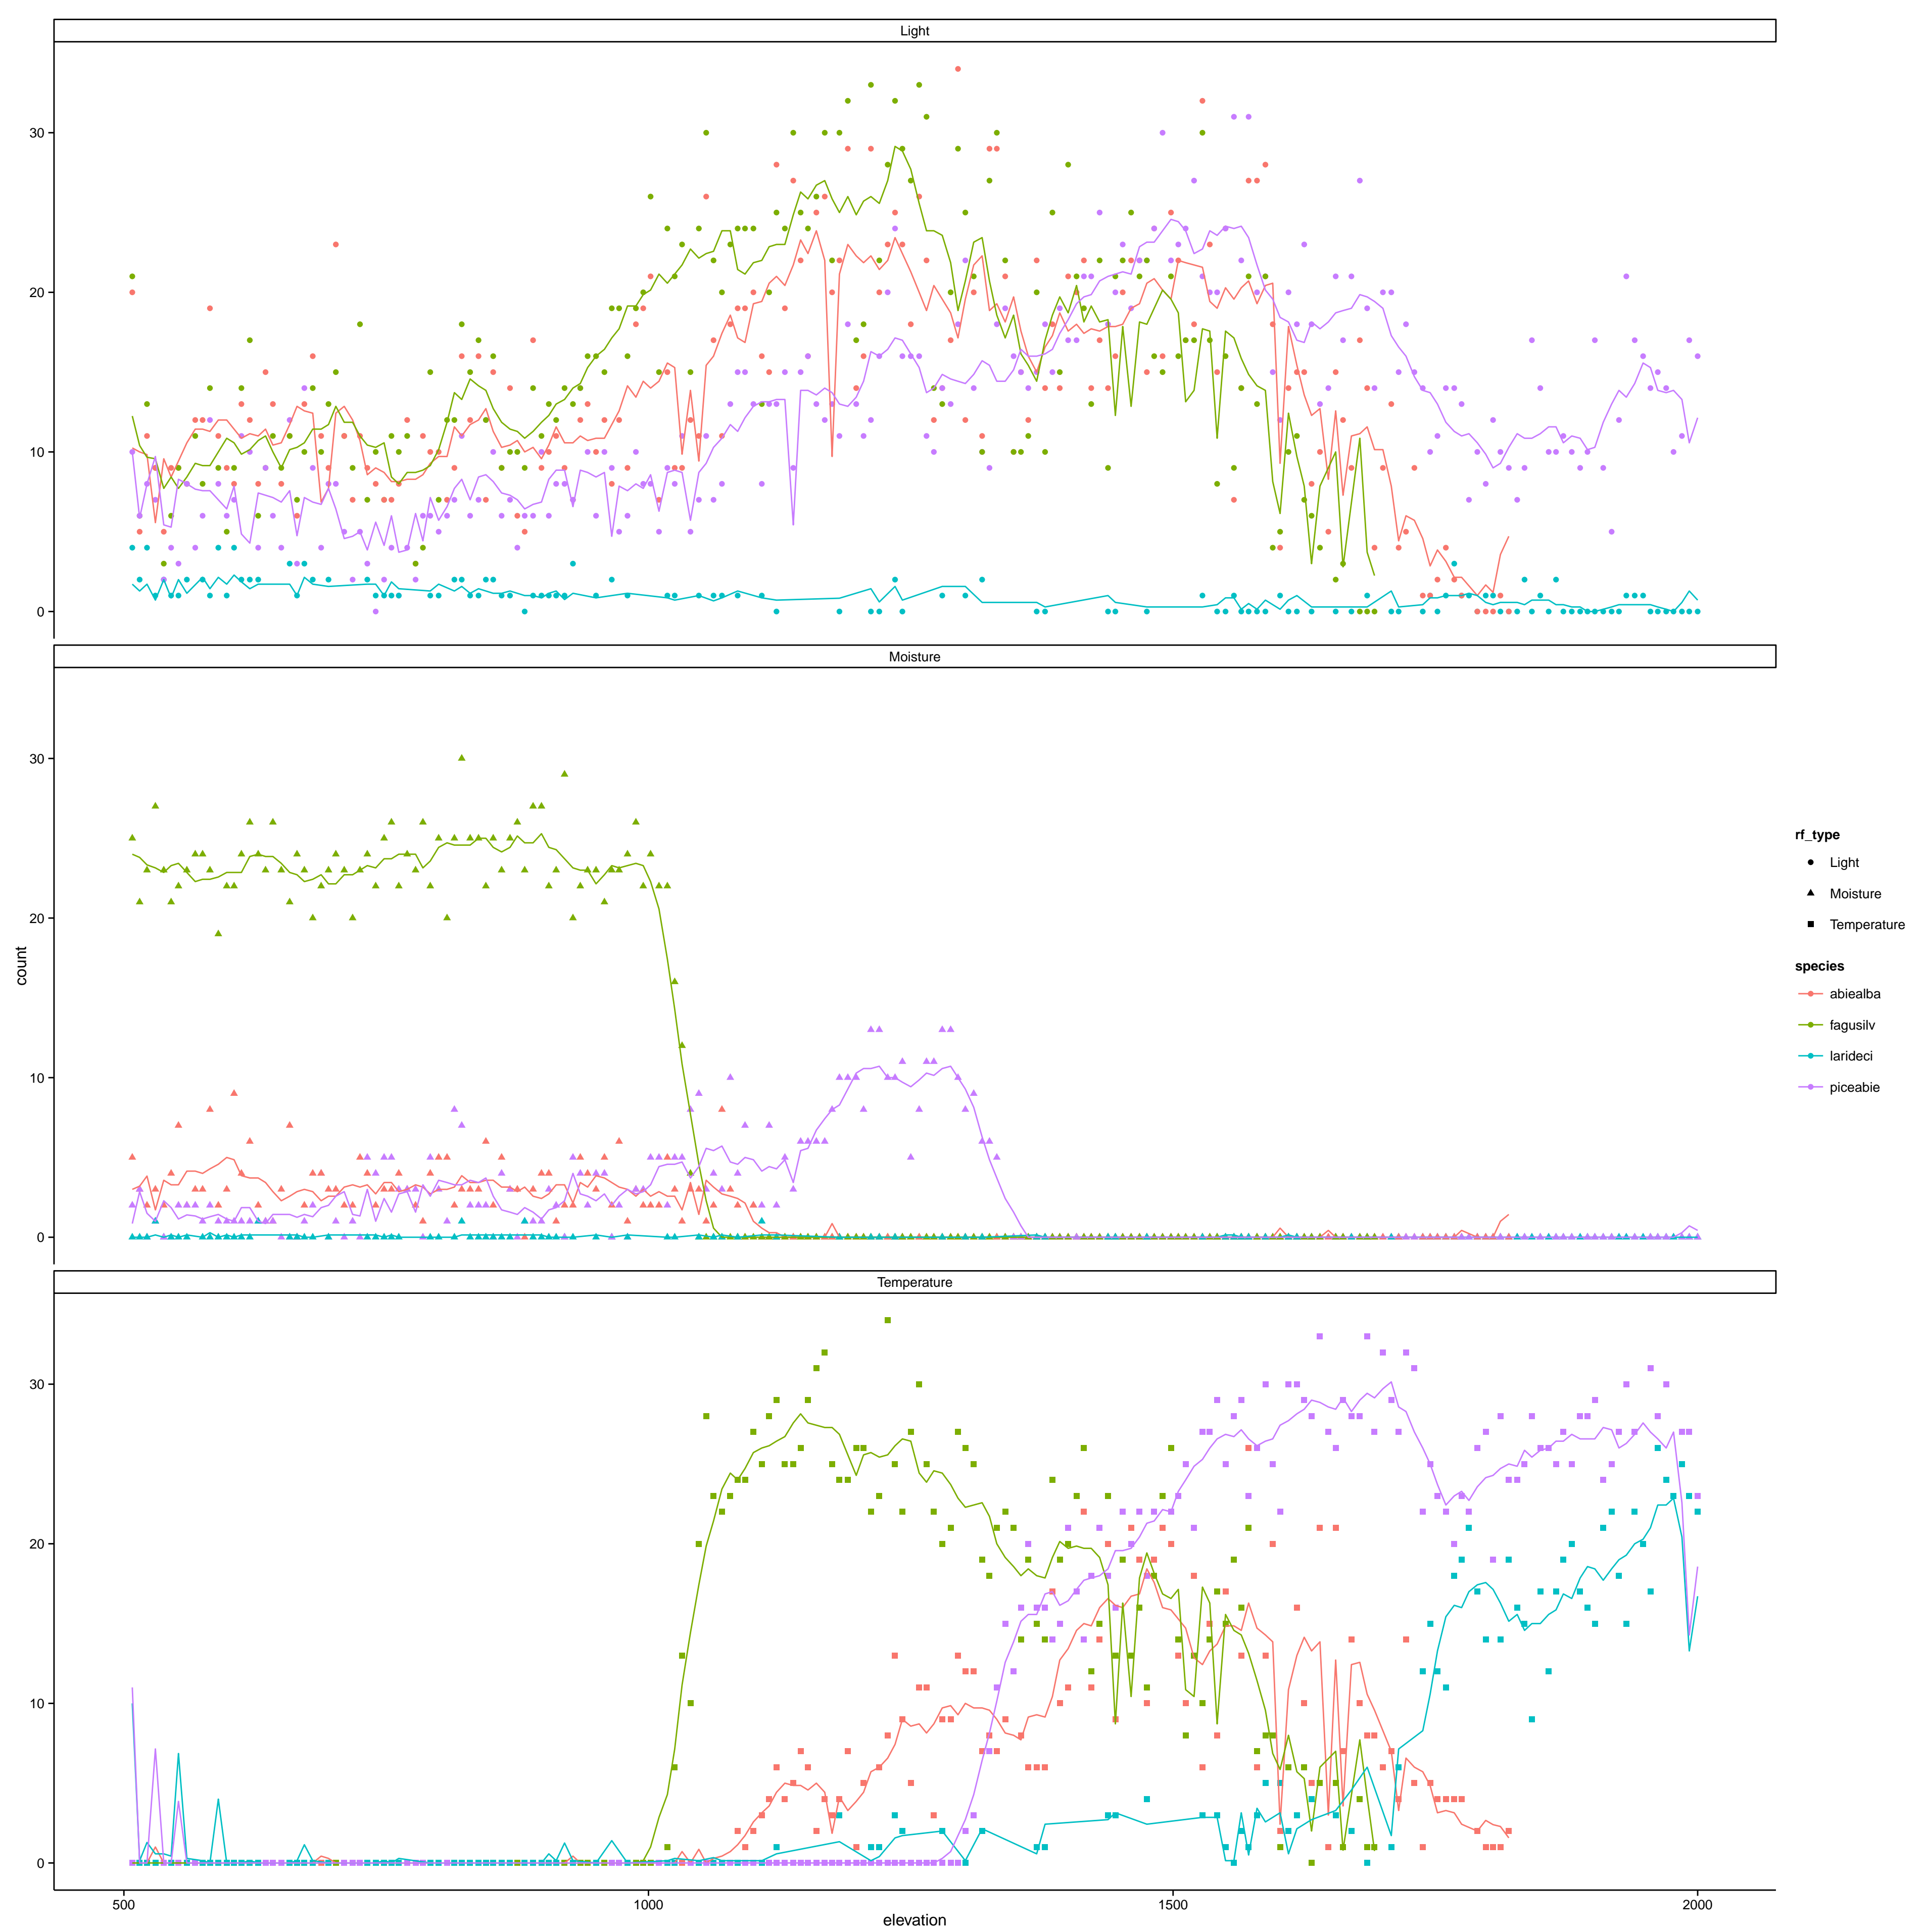 Light
30
20
10
0
Moisture
30
20
10
0
count
Temperature
30
20
10
0
500 1000 1500 2000
elevation
rf_type
Light
Moisture
Temperature
species
abiealba
fagusilv
larideci
piceabie